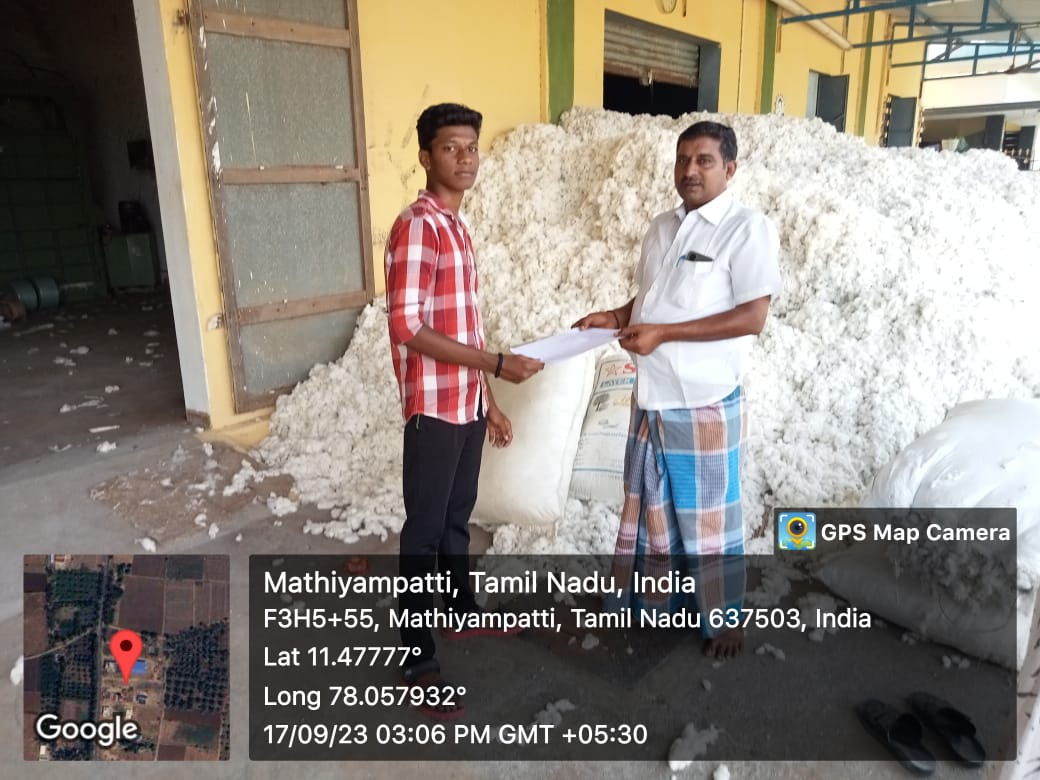 GPS Map Camera
Mathiyampatti, Tamil Nadu, India
F3H5+55, Mathiyampatti, Tamil Nadu 637503, India
Lat 11.47777°
Long 78.057932°
17/09/23 03:06 PM GMT +05:30
Google